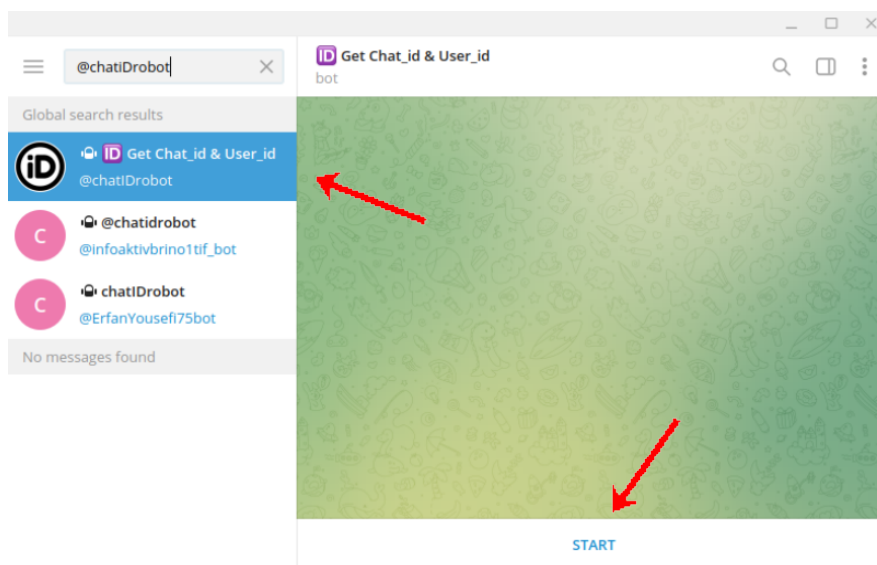 @chatiDrobot
Global search results
iD
ID Get Chat_id & User_id
@chatIDrobot
C
@chatidrobot
@infoaktivbrino1tif_bot
C
chatIDrobot
@ErfanYousefi75bot
No messages found
ID Get Chat_id & User_id
bot
START